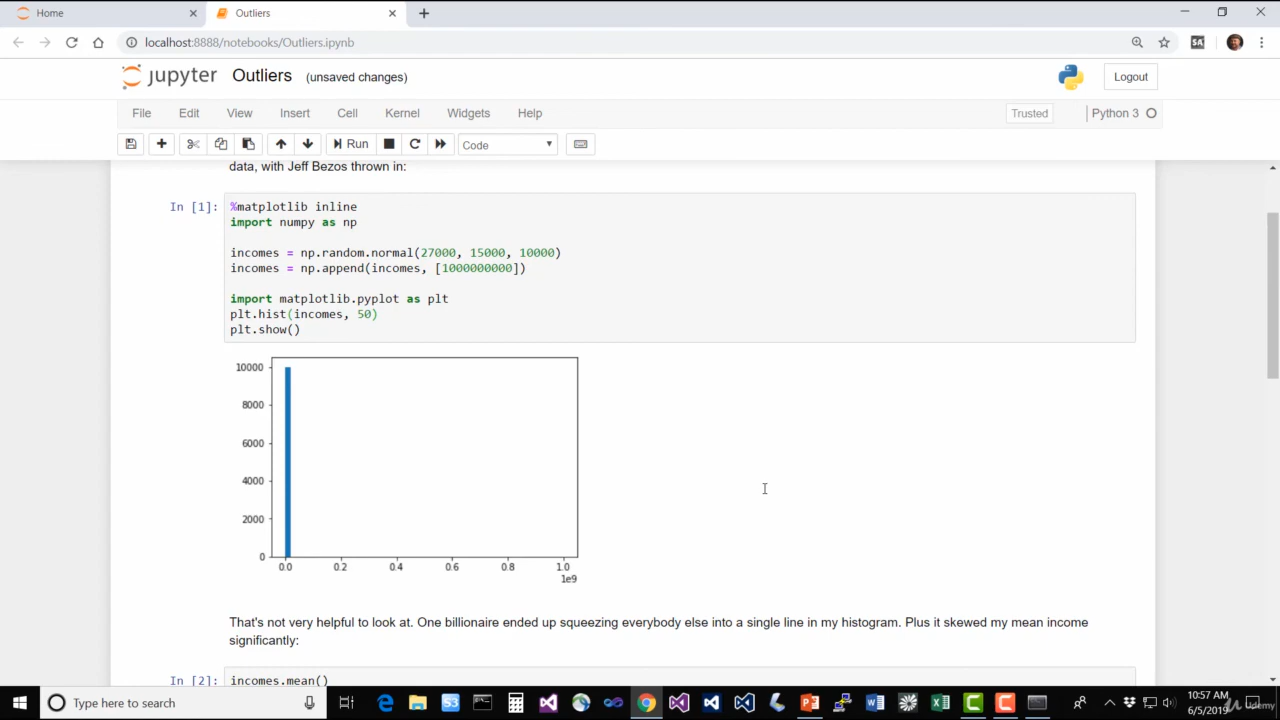 Home
Outliers
localhost:8888/notebooks/Outliers.ipynb
SA
jupyter Outliers (unsaved changes)
Logout
File Edit View Insert Cell Kernel Widgets Help
Trusted
Python 3
Run
Code
data, with Jeff Bezos thrown in:
In [1]:
%matplotlib inline
import numpy as np
incomes = np.random.normal(27000, 15000, 10000)
incomes = np.append(incomes, [1000000000])
import matplotlib.pyplot as plt
plt.hist(incomes, 50)
plt.show()
10000
8000
6000
4000
2000
0
0.0 0.2 0.4 0.6 0.8 1.0
1e9
That's not very helpful to look at. One billionaire ended up squeezing everybody else into a single line in my histogram. Plus it skewed my mean income
significantly:
In [2]:
incomes.mean()
Type here to search
10:57 AM
6/5/2019
Udemy